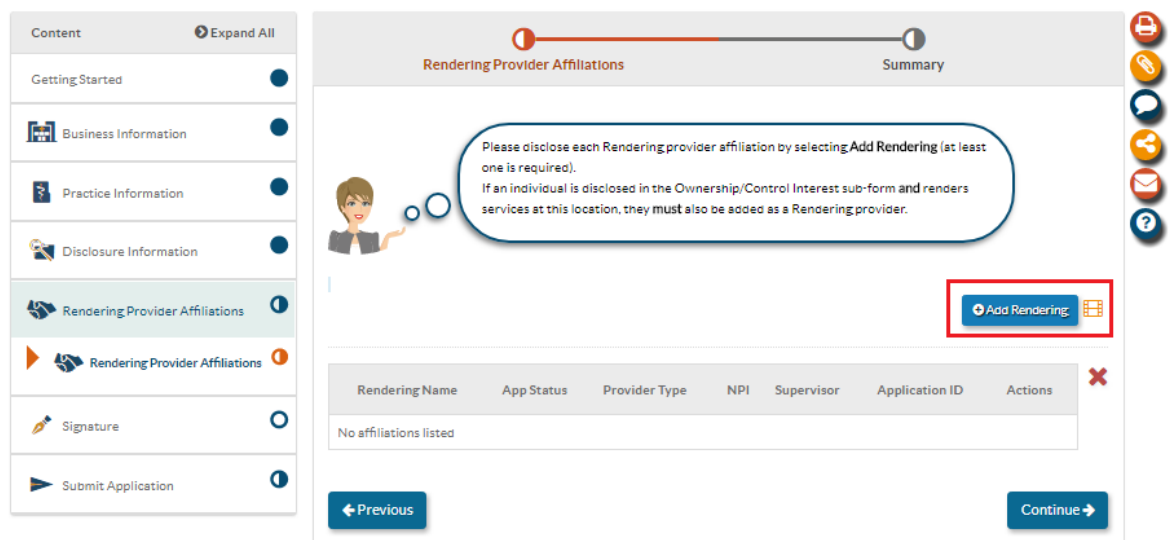 Content
Expand All
Getting Started
Business Information
Practice Information
Disclosure Information
Rendering Provider Affiliations
Rendering Provider Affiliations
Signature
Submit Application
Rendering Provider Affiliations
Summary
Please disclose each Rendering provider affiliation by selecting Add Rendering (at least
one is required).
If an individual is disclosed in the Ownership/Control Interest sub-form and renders
services at this location, they must also be added as a Rendering provider.
Add Rendering
Rendering Name App Status Provider Type NPI Supervisor Application ID Actions
No affiliations listed
Previous
Continue